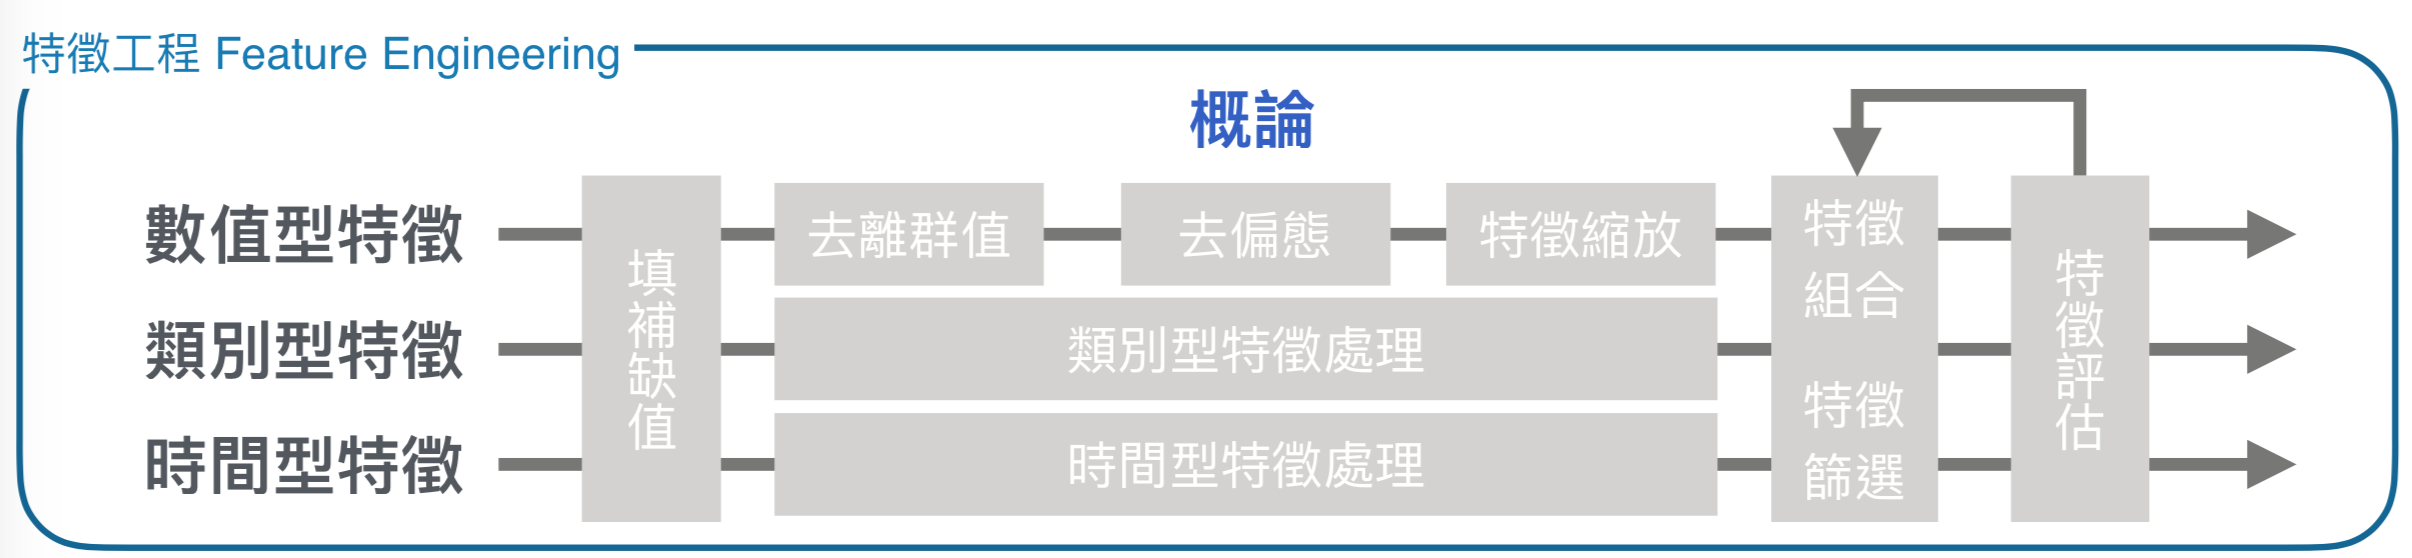 特徵工程 Feature Engineering
概論
數值型特徵
類別型特徵
時間型特徵
填補缺值
去離群值
去偏態
特徵縮放
類別型特徵處理
時間型特徵處理
特徵
組合
特徵
篩選
特徵評估